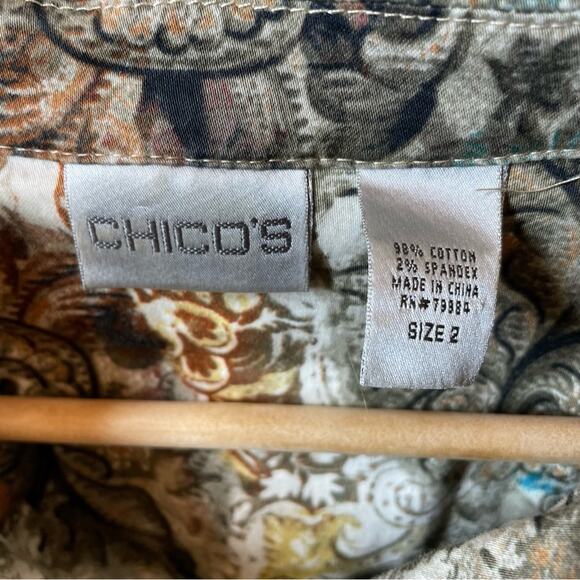 CHICO'S
98% COTTON
2% SPANDEX
MADE IN CHINA
RN#79984
SIZE 2